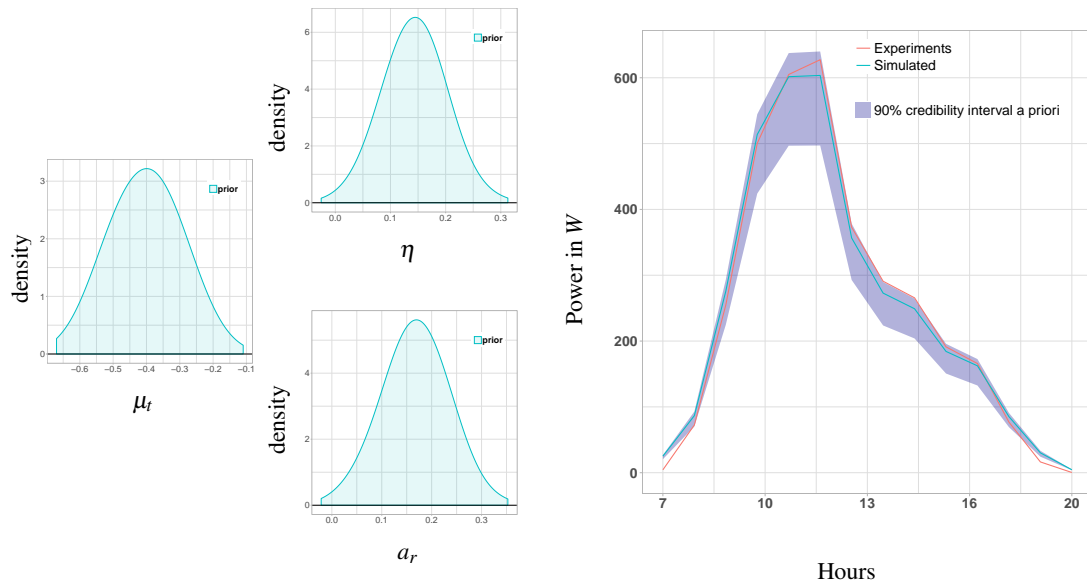 density
3
2
1
0
−0.6
−0.5
−0.4
−0.3
−0.2
−0.1
prior
μt
density
6
4
2
0
0.0
0.1
0.2
0.3
prior
η
density
4
2
0
0.0
0.1
0.2
0.3
prior
ar
Power in W
600
400
200
0
7
10
13
16
20
Experiments
Simulated
90% credibility interval a priori
Hours